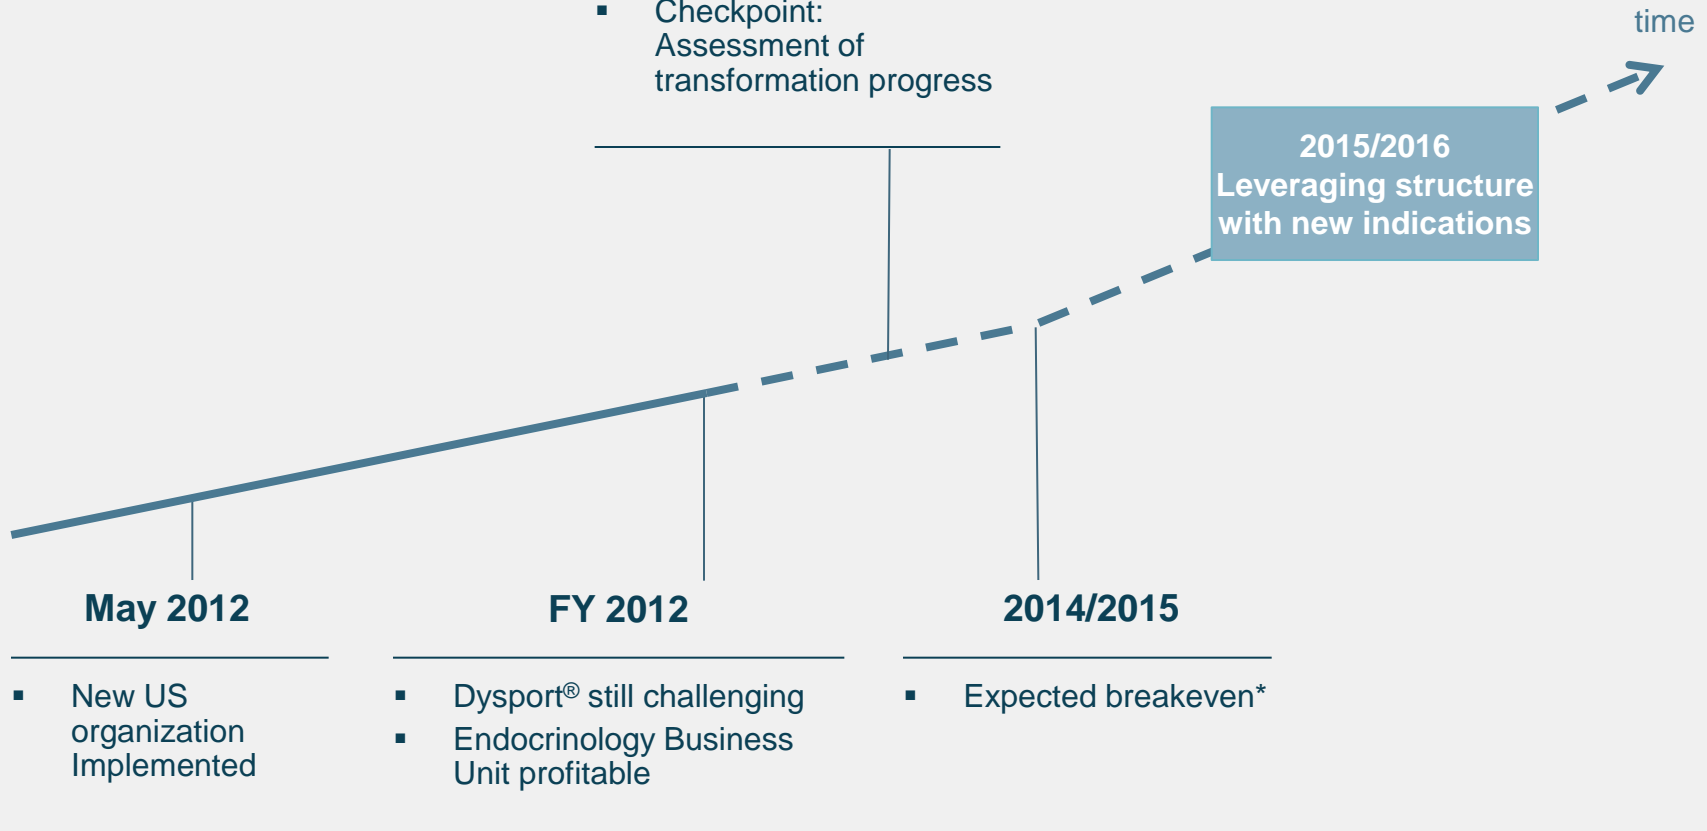 ▪ Checkpoint:
Assessment of
transformation progress
time
2015/2016
Leveraging structure
with new indications
May 2012
▪ New US
organization
Implemented
FY 2012
▪ Dysport® still challenging
▪ Endocrinology Business
Unit profitable
2014/2015
▪ Expected breakeven*